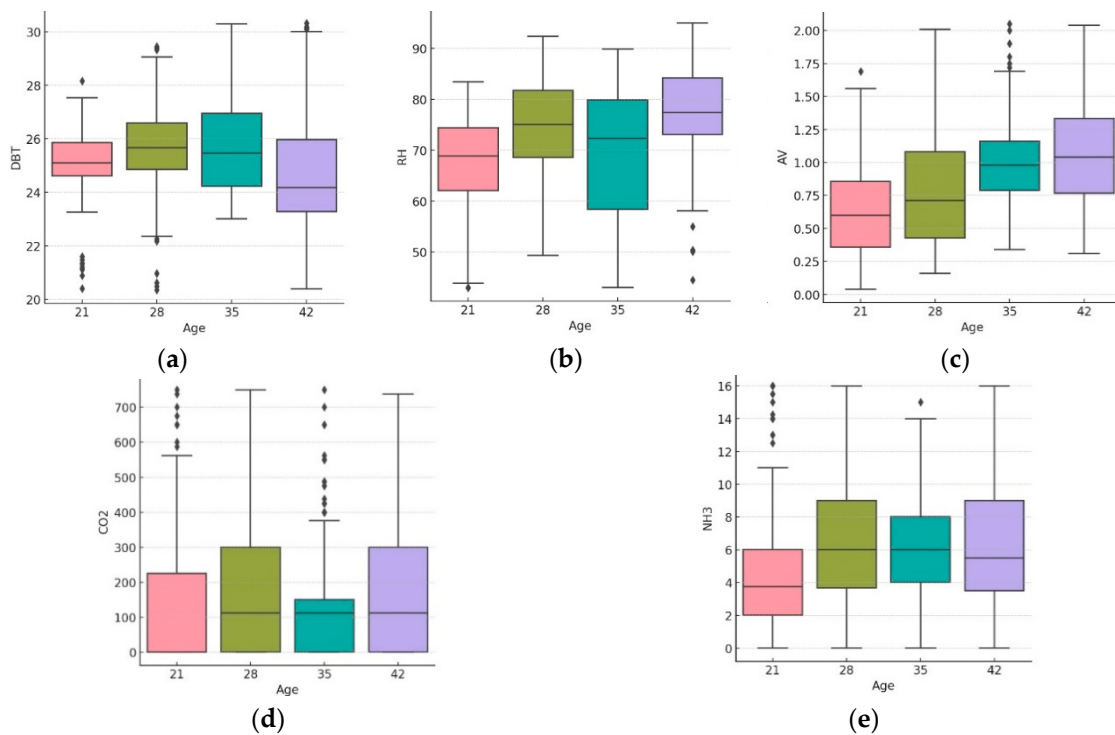 DBT
30
28
26
24
22
20
21 28 35 42
Age
(a)
RH
90
80
70
60
50
21 28 35 42
Age
(b)
AV
2.00
1.75
1.50
1.25
1.00
0.75
0.50
0.25
0.00
21 28 35 42
Age
(c)
CO2
700
600
500
400
300
200
100
0
21 28 35 42
Age
(d)
NH3
16
14
12
10
8
6
4
2
0
21 28 35 42
Age
(e)